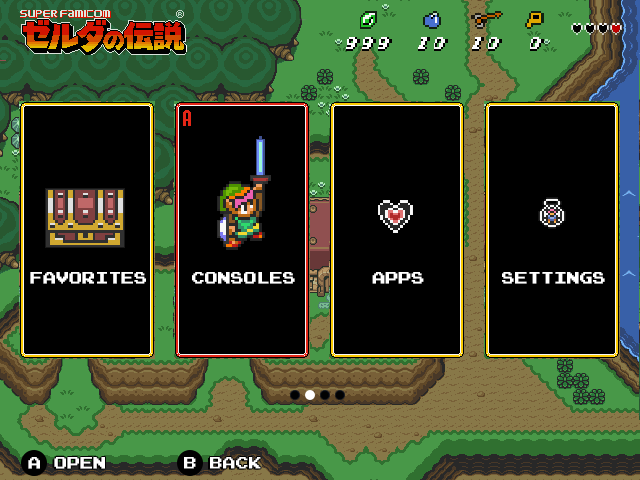 SUPER FAMICOM
ゼルダの伝説
®
999 10 10 0
A
FAVORITES
CONSOLES
APPS
SETTINGS
A OPEN
B BACK